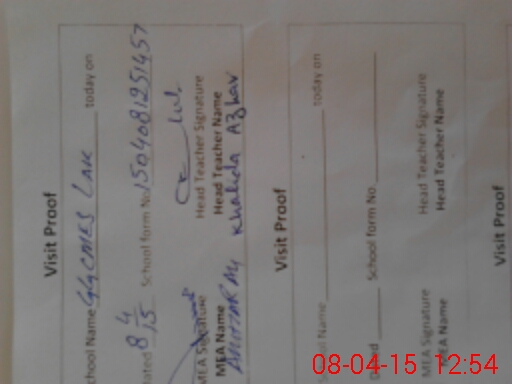 Visit Proof
School Name GGCMES Lak today on
Dated 8/4/15 School form No. 1504081251457
MEA Signature Head Teacher Signature
MEA Name Head Teacher Name
Khalida Azhar
Visit Proof
School Name today on
Dated School form No.
MEA Signature Head Teacher Signature
MEA Name Head Teacher Name
Visit Proof
08-04-15 12:54